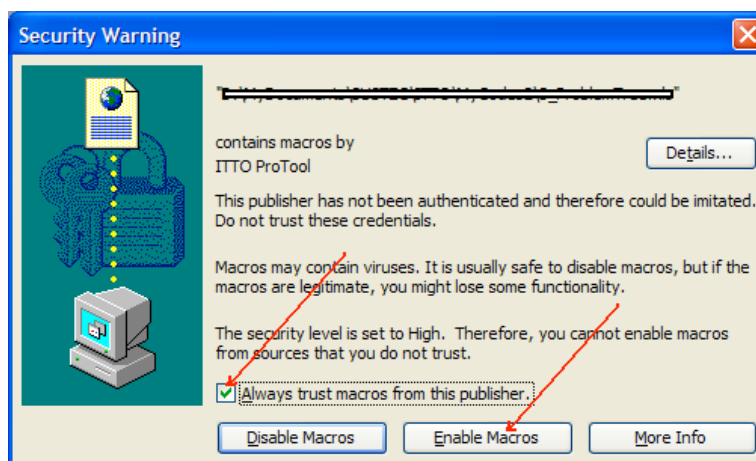 Security Warning
contains macros by
ITTO ProTool
Details...
This publisher has not been authenticated and therefore could be imitated.
Do not trust these credentials.
Macros may contain viruses. It is usually safe to disable macros, but if the
macros are legitimate, you might lose some functionality.
The security level is set to High. Therefore, you cannot enable macros
from sources that you do not trust.
Always trust macros from this publisher.
Disable Macros
Enable Macros
More Info